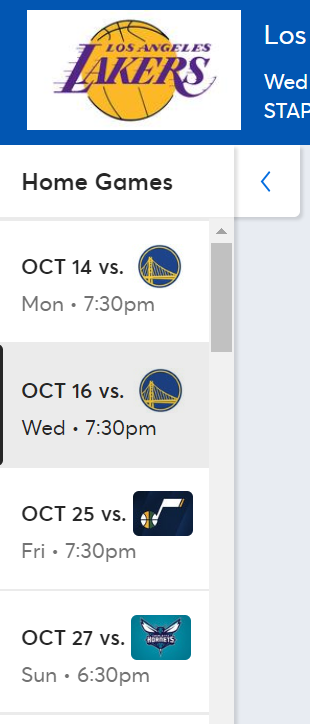 LOS ANGELES
LAKERS
Los
Wed
STAP
Home Games
OCT 14 vs.
Mon • 7:30pm
OCT 16 vs.
Wed • 7:30pm
OCT 25 vs.
Fri • 7:30pm
OCT 27 vs.
HORNETS
Sun • 6:30pm